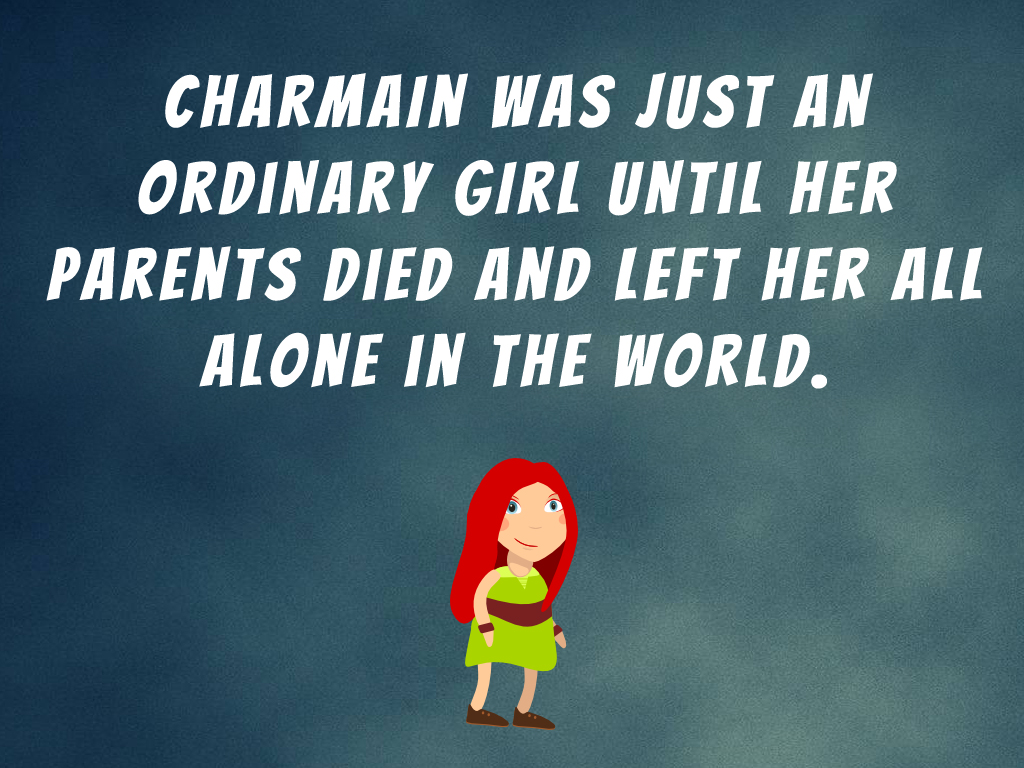 CHARMAIN WAS JUST AN
ORDINARY GIRL UNTIL HER
PARENTS DIED AND LEFT HER ALL
ALONE IN THE WORLD.